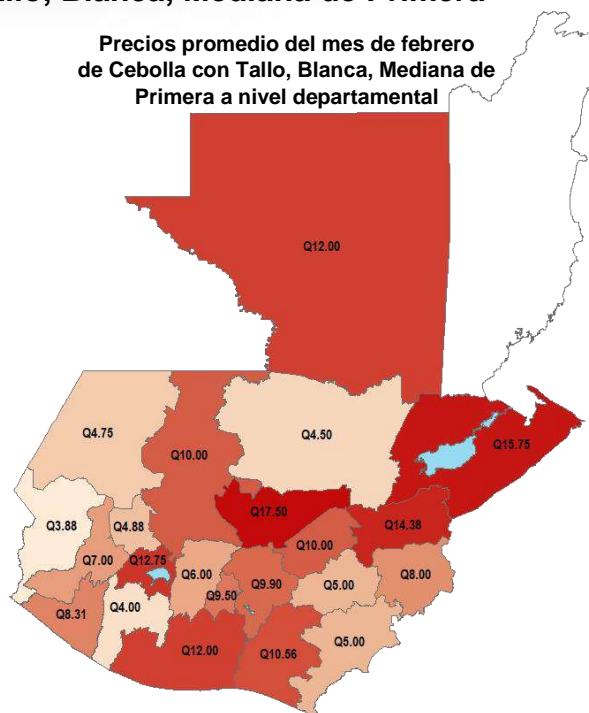 Precios promedio del mes de febrero
de Cebolla con Tallo, Blanca, Mediana de
Primera a nivel departamental
Q12.00
Q4.75
Q4.50
Q10.00
Q15.75
Q17.50
Q14.38
Q3.88
Q4.88
Q10.00
Q7.00
Q12.75
Q6.00
Q9.90
Q5.00
Q8.00
Q9.50
Q8.31
Q4.00
Q5.00
Q12.00
Q10.56